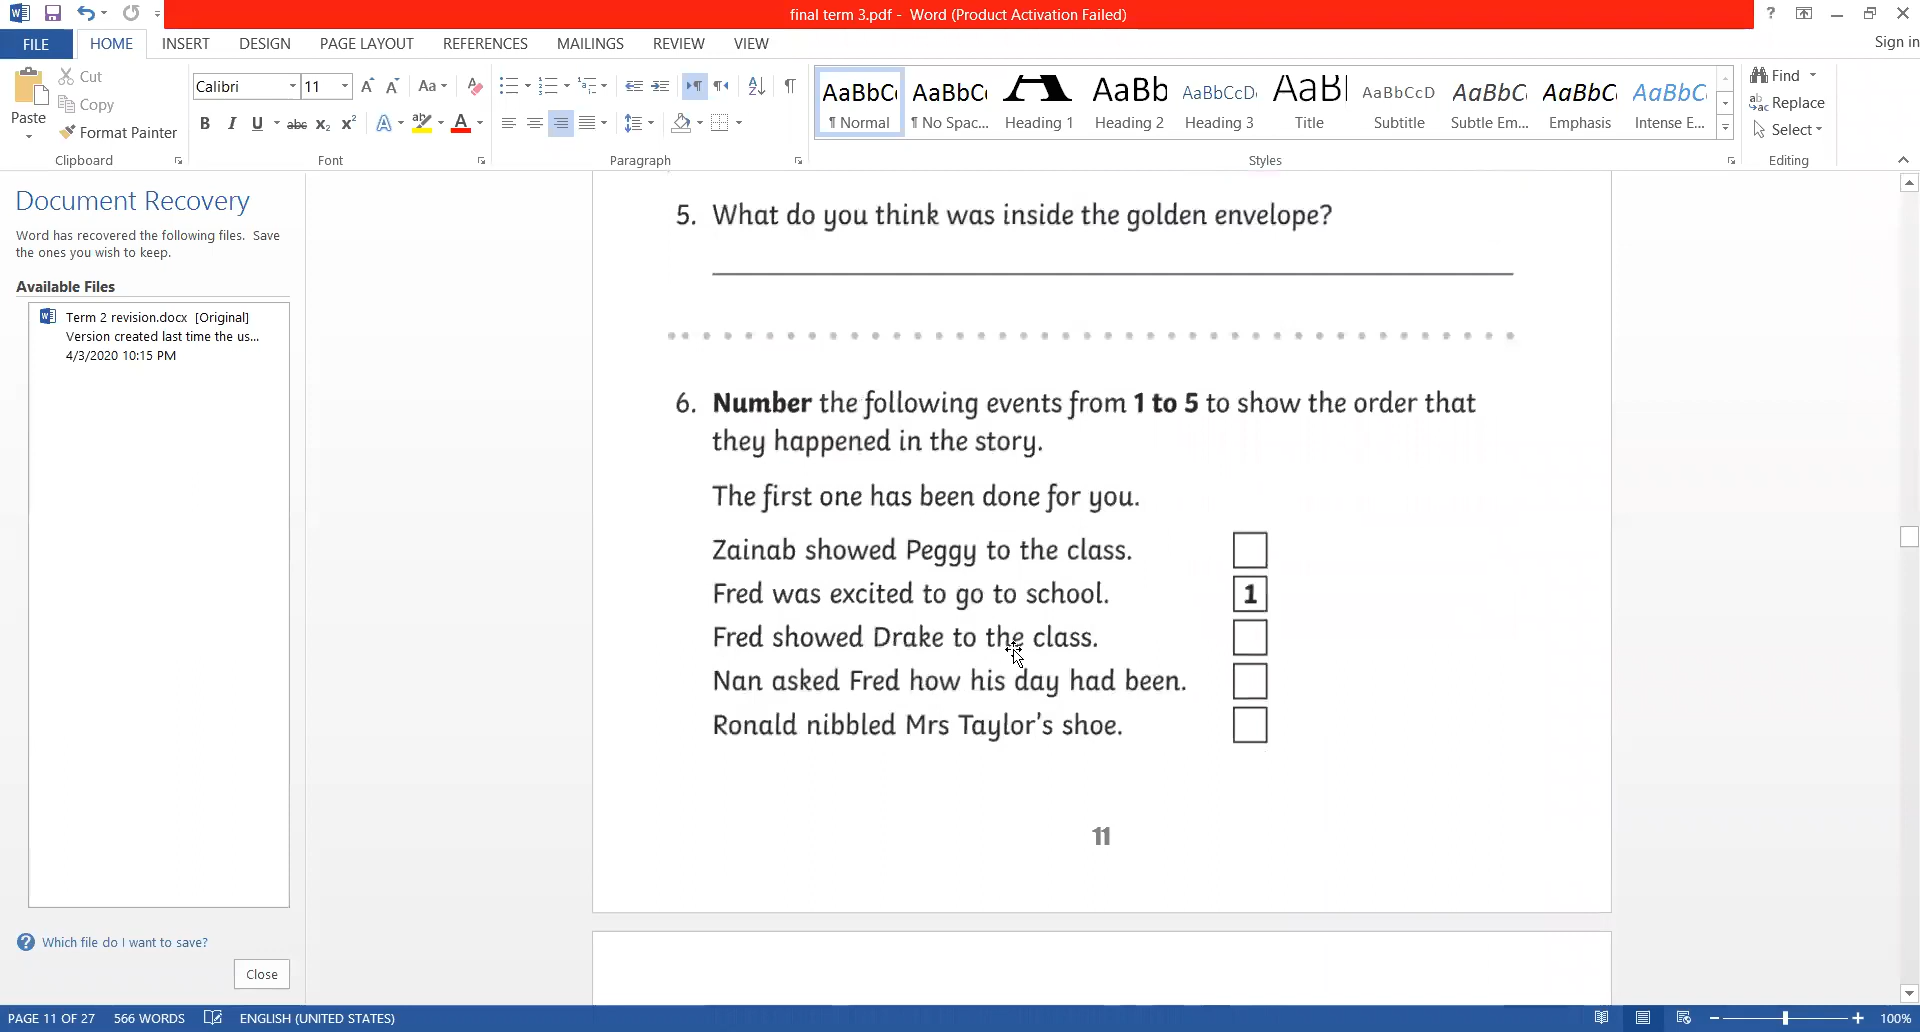 final term 3.pdf - Word (Product Activation Failed)
Sign in
FILE HOME INSERT DESIGN PAGE LAYOUT REFERENCES MAILINGS REVIEW VIEW
Paste
Cut
Copy
Format Painter
Clipboard
Calibri 11
Font
Paragraph
AaBbCc AaBbCc AaBb AaBbCcD AaB AaBbCcD AaBbC AaBbC AaBbC
¶ Normal ¶ No Spac... Heading 1 Heading 2 Heading 3 Title Subtitle Subtle Em... Emphasis Intense E...
Styles
Find
Replace
Select
Editing
Document Recovery
Word has recovered the following files. Save
the ones you wish to keep.
Available Files
Term 2 revision.docx [Original]
Version created last time the us...
4/3/2020 10:15 PM
Which file do I want to save?
Close
5. What do you think was inside the golden envelope?
6. Number the following events from 1 to 5 to show the order that
they happened in the story.
The first one has been done for you.
Zainab showed Peggy to the class.
Fred was excited to go to school. 1
Fred showed Drake to the class.
Nan asked Fred how his day had been.
Ronald nibbled Mrs Taylor's shoe.
11
PAGE 11 OF 27 566 WORDS ENGLISH (UNITED STATES)
100%